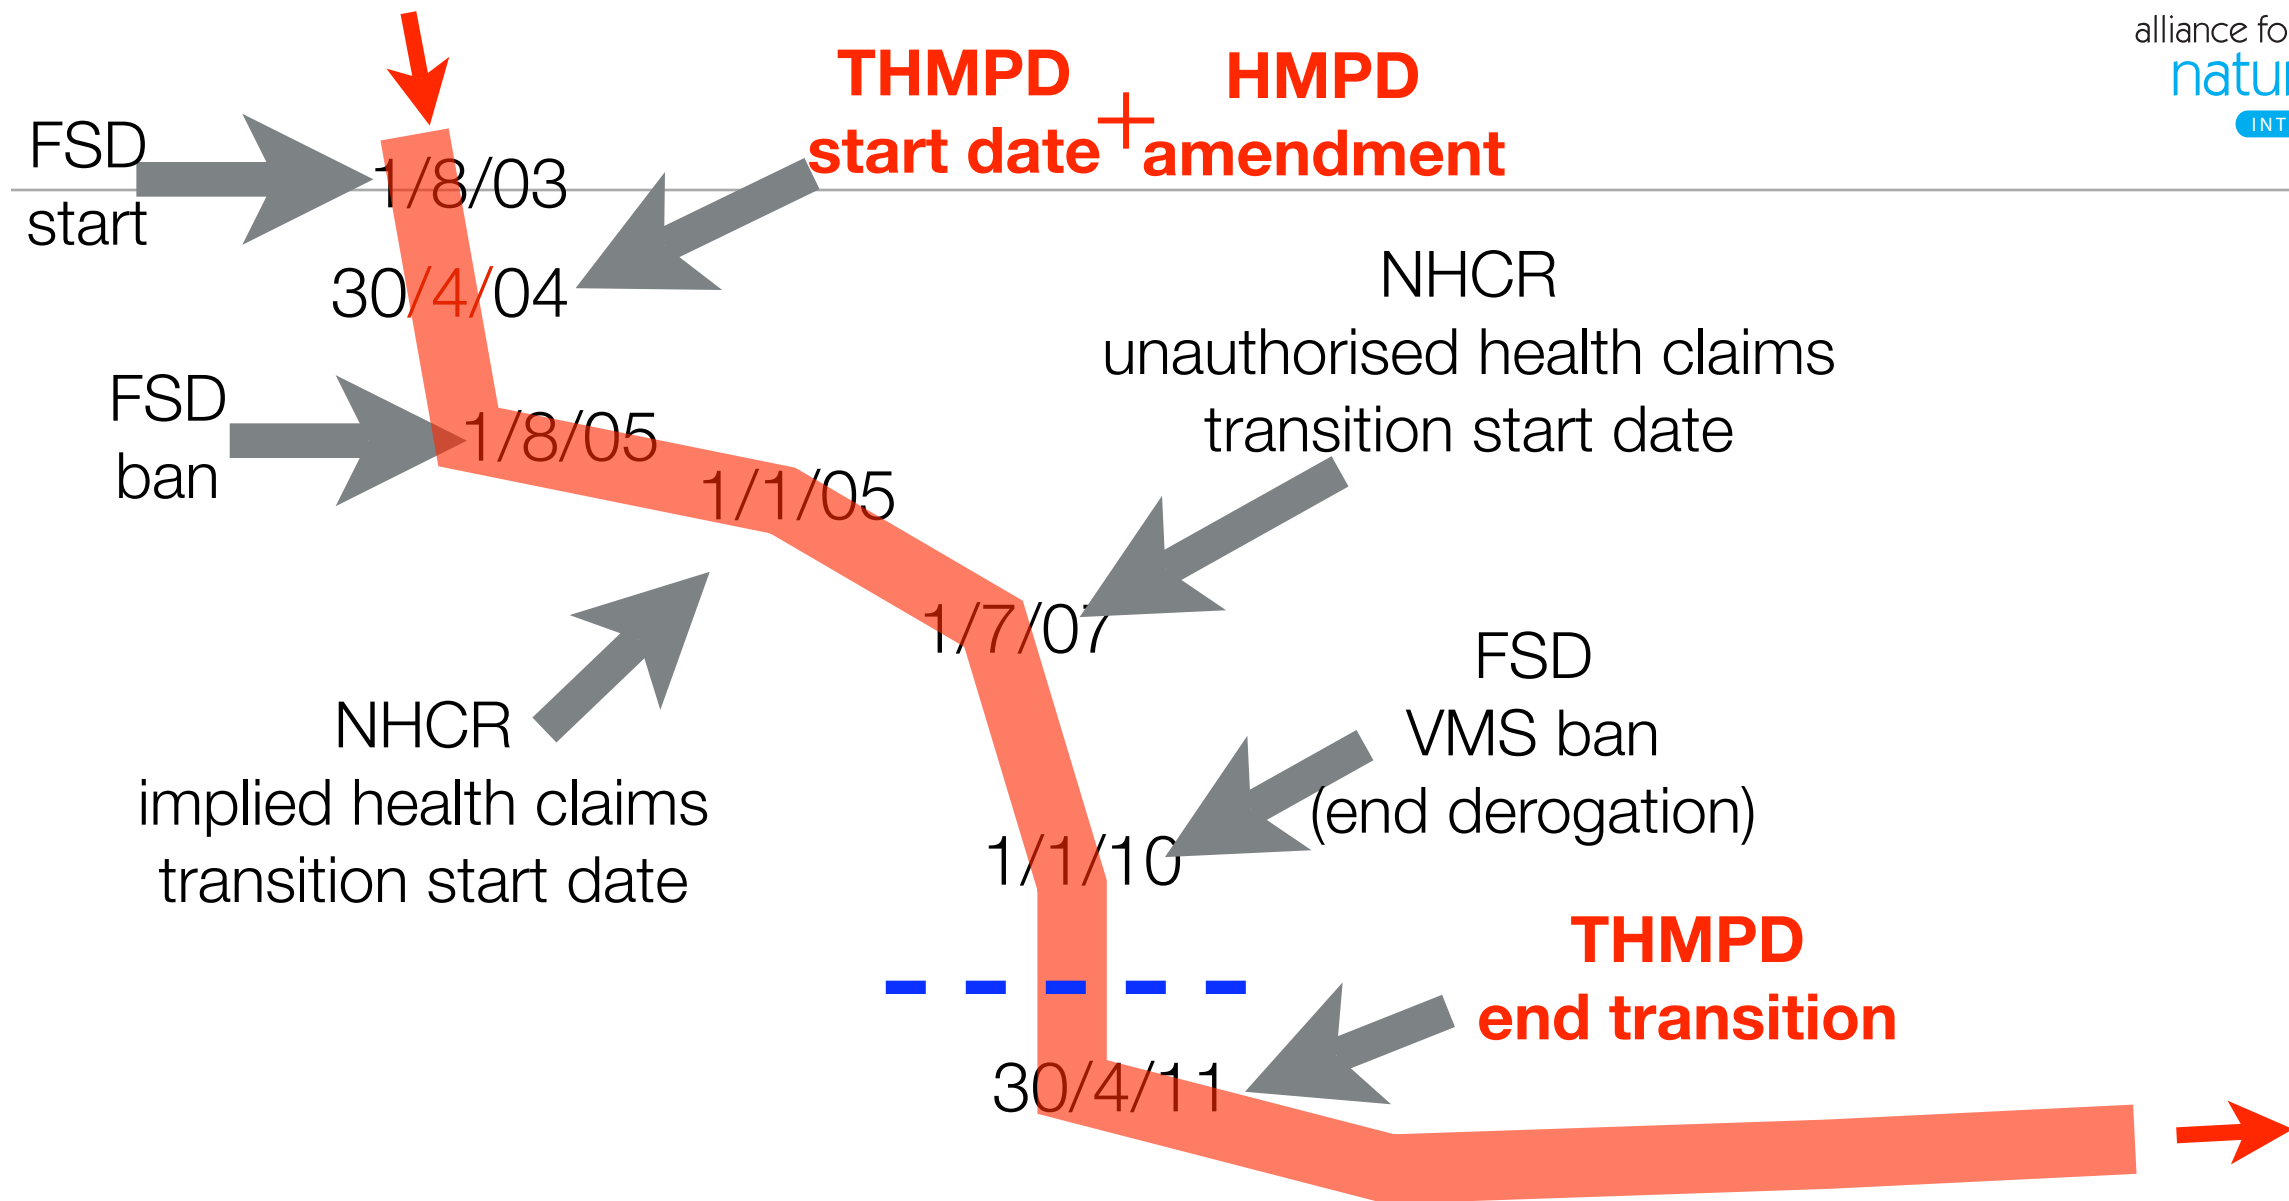 alliance fo
natu
INT
THMPD
start date
+
HMPD
amendment
FSD
start
1/8/03
30/4/04
NHCR
unauthorised health claims
transition start date
FSD
ban
1/8/05
1/1/05
1/7/07
NHCR
implied health claims
transition start date
FSD
VMS ban
(end derogation)
1/1/10
THMPD
end transition
30/4/11